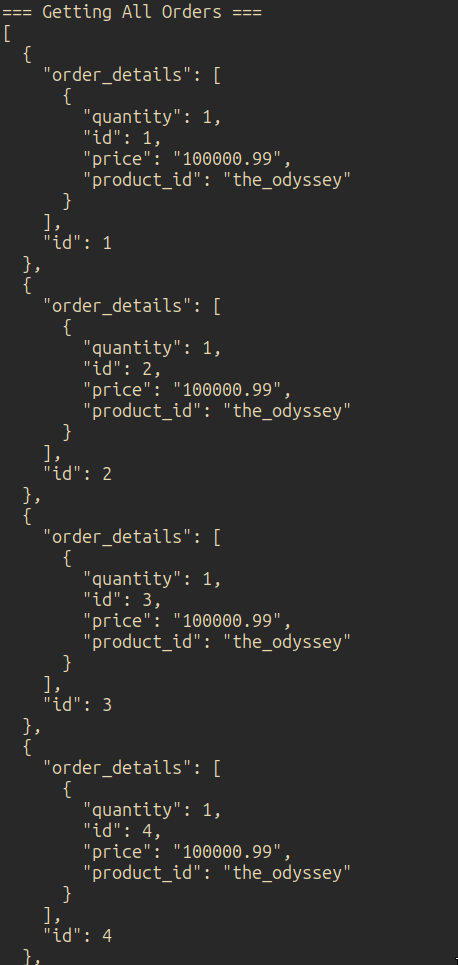 === Getting All Orders ===
[
  {
    "order_details": [
      {
        "quantity": 1,
        "id": 1,
        "price": "100000.99",
        "product_id": "the_odyssey"
      }
    ],
    "id": 1
  },
  {
    "order_details": [
      {
        "quantity": 1,
        "id": 2,
        "price": "100000.99",
        "product_id": "the_odyssey"
      }
    ],
    "id": 2
  },
  {
    "order_details": [
      {
        "quantity": 1,
        "id": 3,
        "price": "100000.99",
        "product_id": "the_odyssey"
      }
    ],
    "id": 3
  },
  {
    "order_details": [
      {
        "quantity": 1,
        "id": 4,
        "price": "100000.99",
        "product_id": "the_odyssey"
      }
    ],
    "id": 4
  },